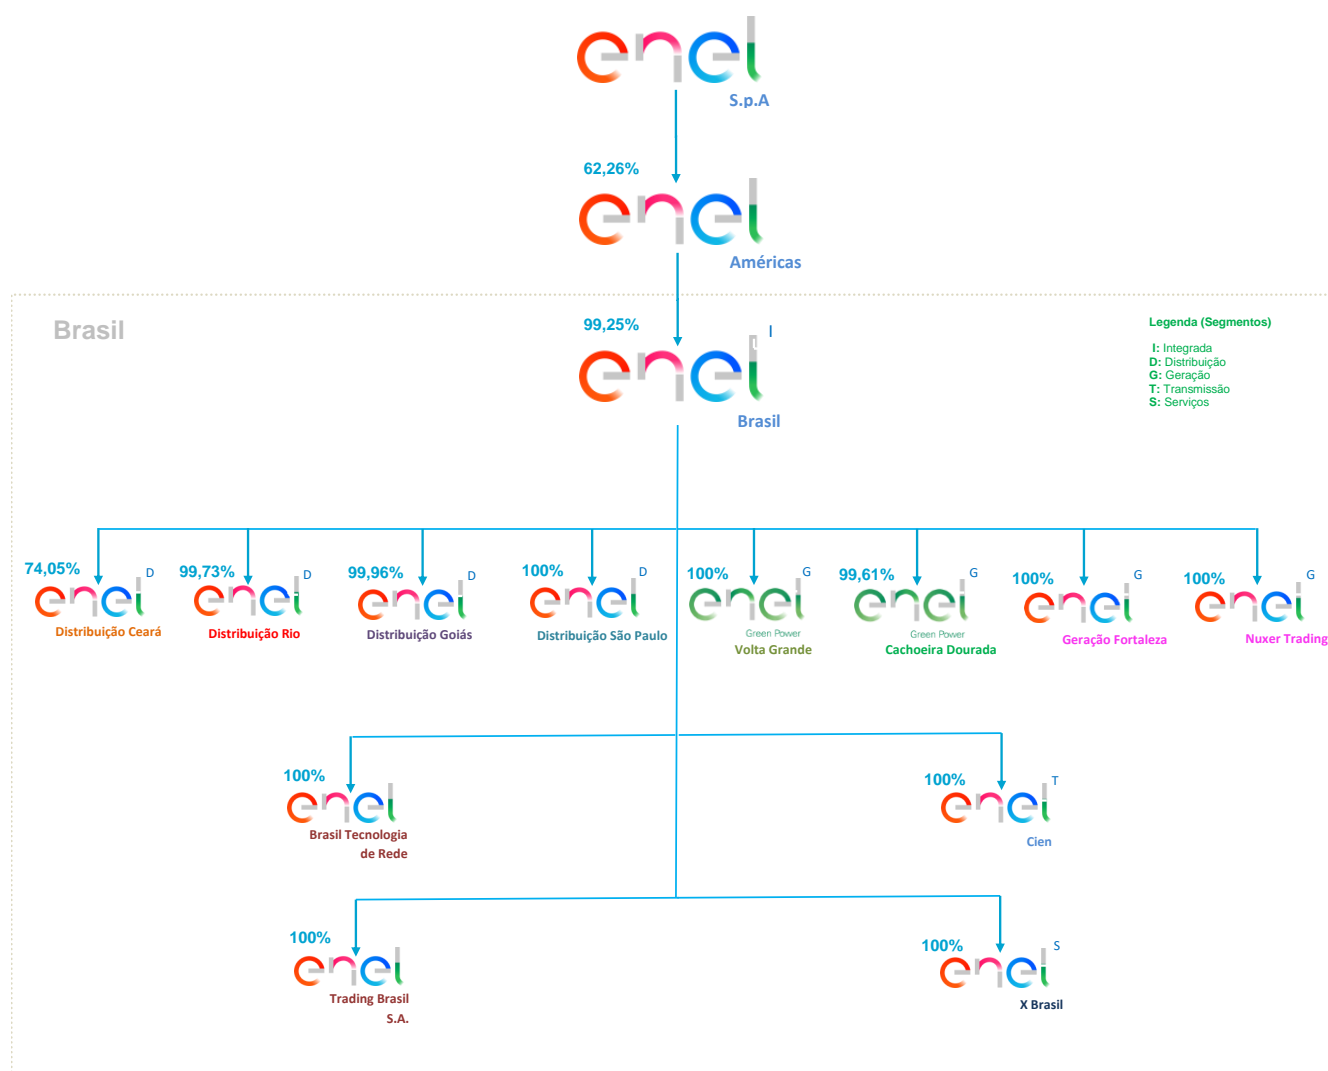 enel
S.p.A
62,26%
enel
Américas
Brasil
99,25%
I
enel
Brasil
Legenda (Segmentos)
I: Integrada
D: Distribuição
G: Geração
T: Transmissão
S: Serviços
74,05%
D
enel
Distribuição Ceará
99,73%
D
enel
Distribuição Rio
99,96%
D
enel
Distribuição Goiás
100%
D
enel
Distribuição São Paulo
100%
G
enel
Green Power
Volta Grande
99,61%
G
enel
Green Power
Cachoeira Dourada
100%
G
enel
Geração Fortaleza
100%
G
enel
Nuxer Trading
100%
enel
Brasil Tecnologia
de Rede
100%
T
enel
Cien
100%
enel
Trading Brasil
S.A.
100%
S
enel
X Brasil